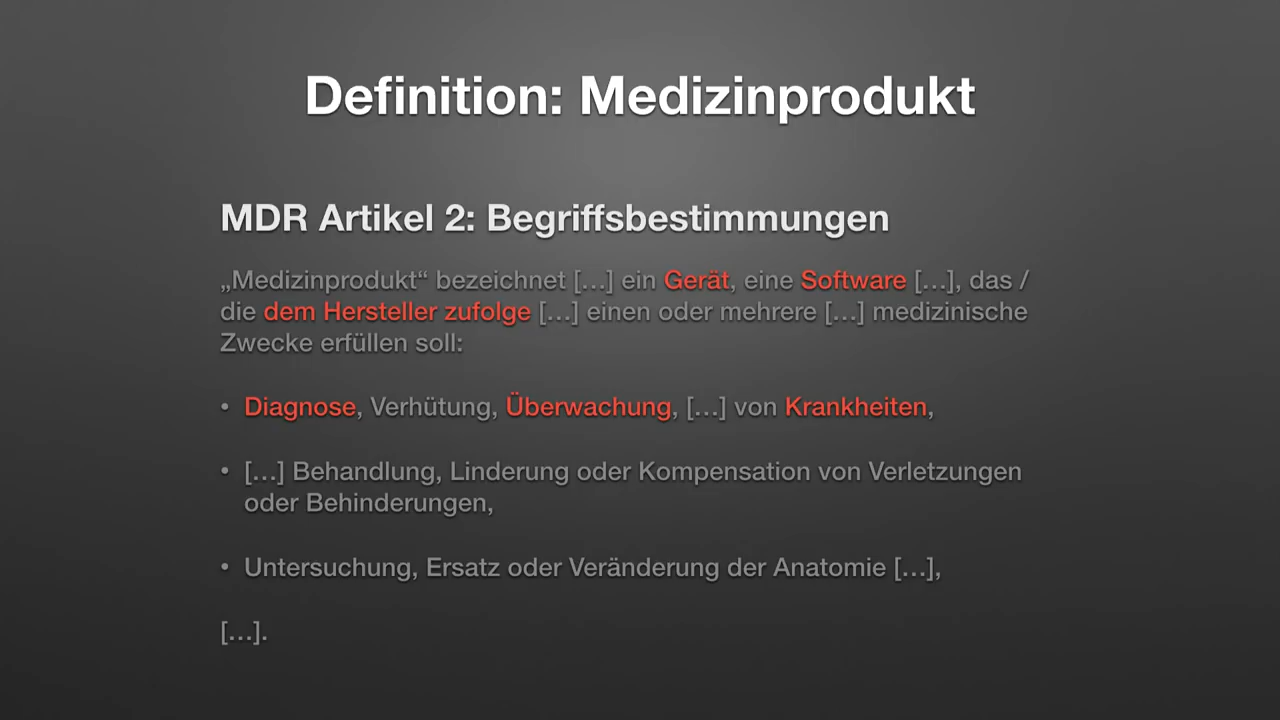 Definition: Medizinprodukt
MDR Artikel 2: Begriffsbestimmungen
„Medizinprodukt“ bezeichnet […] ein Gerät, eine Software […], das /
die dem Hersteller zufolge […] einen oder mehrere […] medizinische
Zwecke erfüllen soll:
• Diagnose, Verhütung, Überwachung, […] von Krankheiten,
• […] Behandlung, Linderung oder Kompensation von Verletzungen
oder Behinderungen,
• Untersuchung, Ersatz oder Veränderung der Anatomie […],
[…].